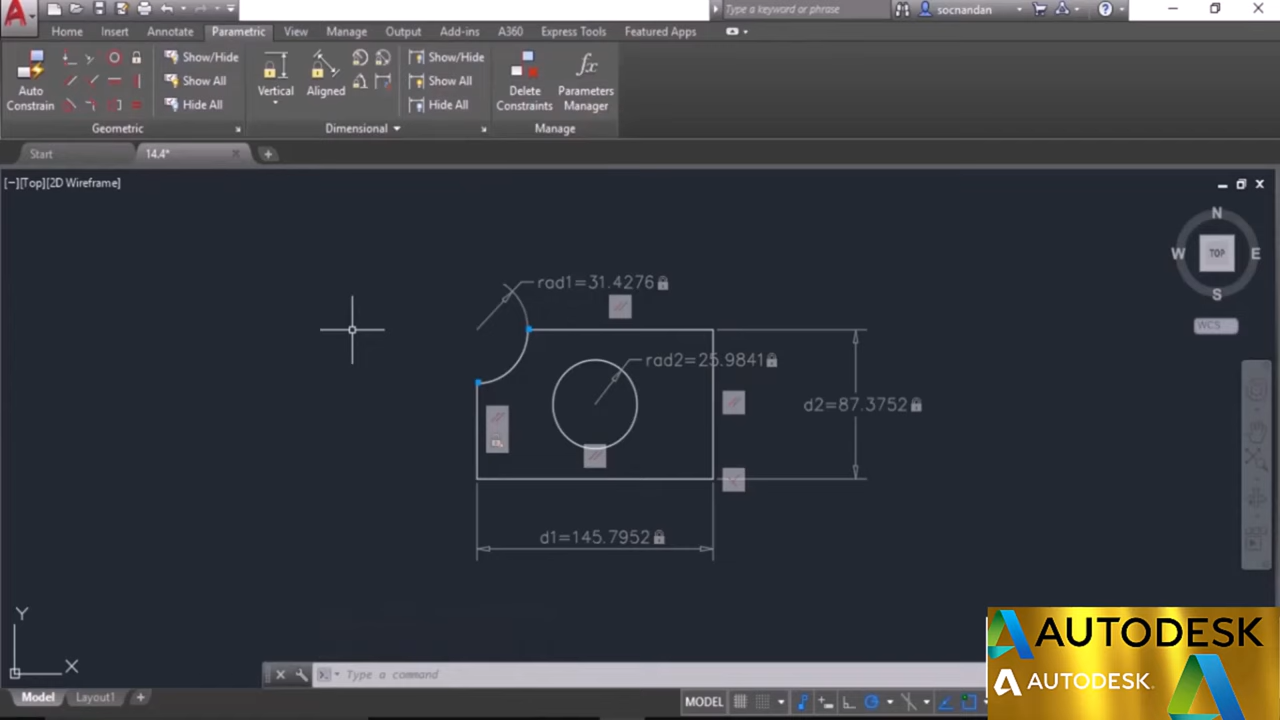 Type a keyword or phrase
socnandan
Home Insert Annotate Parametric View Manage Output Add-ins A360 Express Tools Featured Apps
Auto Constrain
Show/Hide
Show All
Hide All
Geometric
Vertical
Aligned
Show/Hide
Show All
Hide All
Dimensional
Delete Constraints
fx
Parameters Manager
Manage
Start
14.4*
[−][Top][2D Wireframe]
N
W
TOP
E
S
WCS
rad1=31.4276
rad2=25.9841
d2=87.3752
d1=145.7952
Y
X
Type a command
Model
Layout1
MODEL
AUTODESK
AUTODESK.